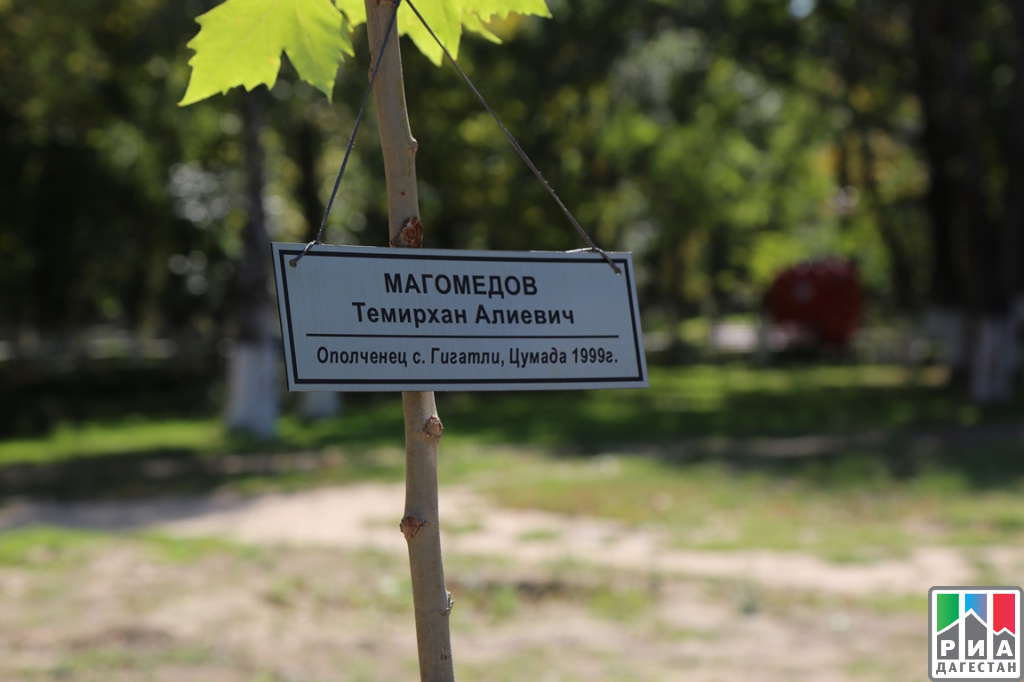 МАГОМЕДОВ
Темирхан Алиевич
Ополченец с. Гигатли, Цумада 1999г.
РИА
ДАГЕСТАН